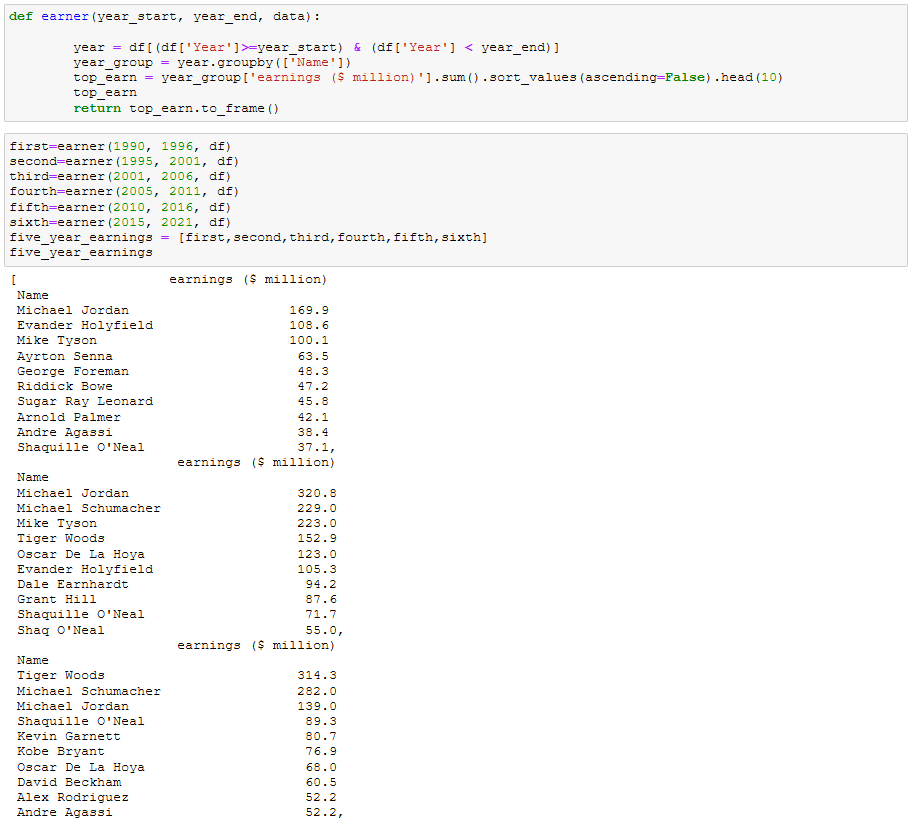 def earner(year_start, year_end, data):
year = df[(df['Year']>=year_start) & (df['Year'] < year_end)]
year_group = year.groupby(['Name'])
top_earn = year_group['earnings ($ million)'].sum().sort_values(ascending=False).head(10)
top_earn
return top_earn.to_frame()
first=earner(1990, 1996, df)
second=earner(1995, 2001, df)
third=earner(2001, 2006, df)
fourth=earner(2005, 2011, df)
fifth=earner(2010, 2016, df)
sixth=earner(2015, 2021, df)
five_year_earnings = [first,second,third,fourth,fifth,sixth]
five_year_earnings
[ earnings ($ million)
Name
Michael Jordan 169.9
Evander Holyfield 108.6
Mike Tyson 100.1
Ayrton Senna 63.5
George Foreman 48.3
Riddick Bowe 47.2
Sugar Ray Leonard 45.8
Arnold Palmer 42.1
Andre Agassi 38.4
Shaquille O'Neal 37.1,
earnings ($ million)
Name
Michael Jordan 320.8
Michael Schumacher 229.0
Mike Tyson 223.0
Tiger Woods 152.9
Oscar De La Hoya 123.0
Evander Holyfield 105.3
Dale Earnhardt 94.2
Grant Hill 87.6
Shaquille O'Neal 71.7
Shaq O'Neal 55.0,
earnings ($ million)
Name
Tiger Woods 314.3
Michael Schumacher 282.0
Michael Jordan 139.0
Shaquille O'Neal 89.3
Kevin Garnett 80.7
Kobe Bryant 76.9
Oscar De La Hoya 68.0
David Beckham 60.5
Alex Rodriguez 52.2
Andre Agassi 52.2,